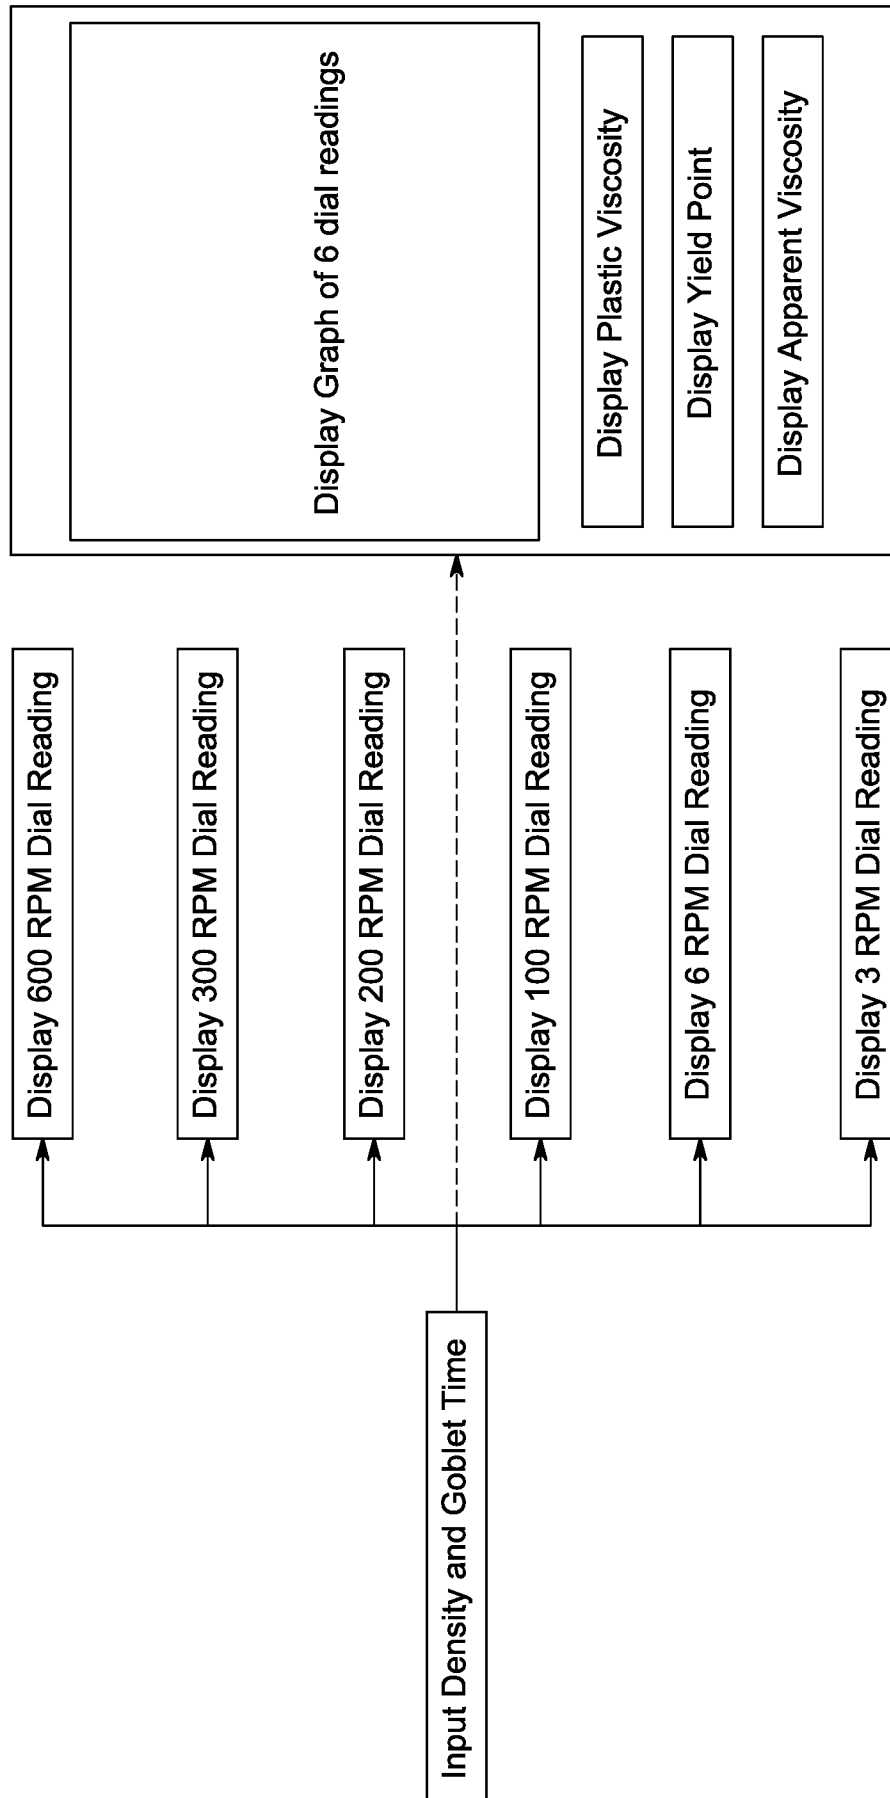 Input Density and Goblet Time
Display 600 RPM Dial Reading
Display 300 RPM Dial Reading
Display 200 RPM Dial Reading
Display 100 RPM Dial Reading
Display 6 RPM Dial Reading
Display 3 RPM Dial Reading
Display Graph of 6 dial readings
Display Plastic Viscosity
Display Yield Point
Display Apparent Viscosity